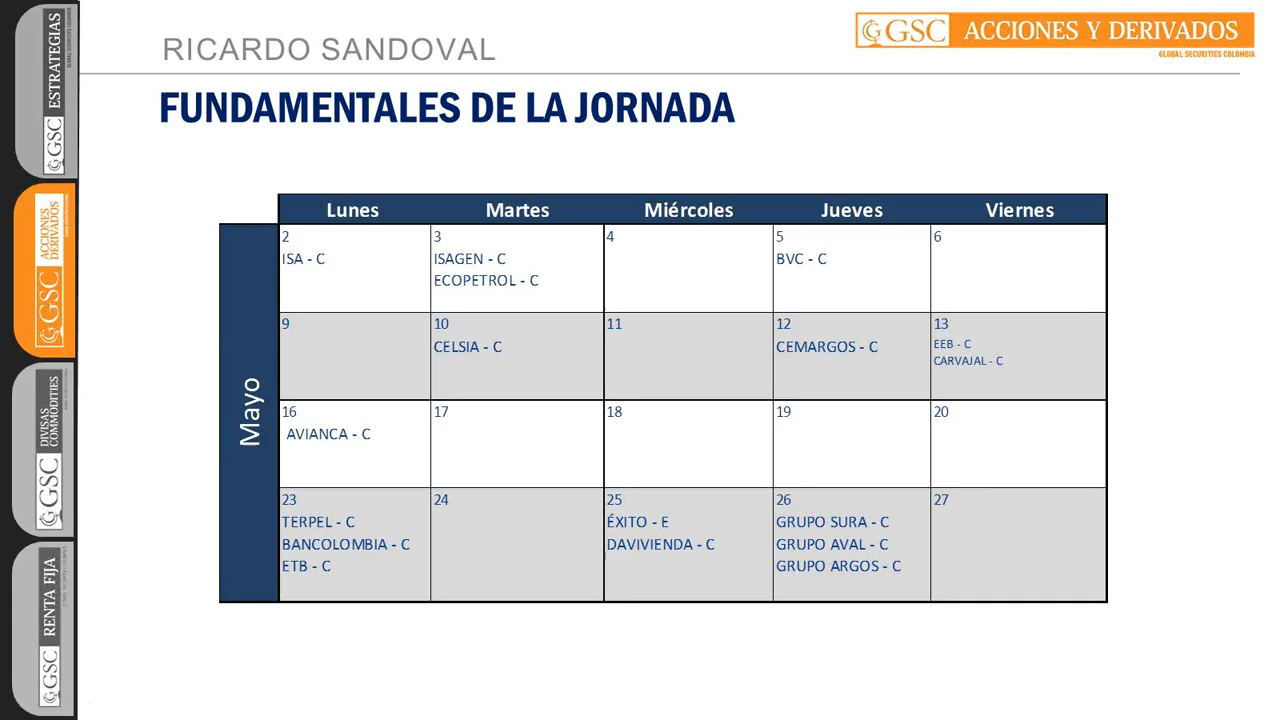 RICARDO SANDOVAL
GSC ACCIONES Y DERIVADOS
GLOBAL SECURITIES COLOMBIA
FUNDAMENTALES DE LA JORNADA
GSC ESTRATEGIAS
GSC ACCIONES DERIVADOS
GSC DIVISAS COMMODITIES
GSC RENTA FIJA
Lunes Martes Miércoles Jueves Viernes
Mayo
2 3 4 5 6
ISA - C ISAGEN - C BVC - C
ECOPETROL - C
9 10 11 12 13
CELSIA - C CEMARGOS - C EEB - C
CARVAJAL - C
16 17 18 19 20
AVIANCA - C
23 24 25 26 27
TERPEL - C ÉXITO - E GRUPO SURA - C
BANCOLOMBIA - C DAVIVIENDA - C GRUPO AVAL - C
ETB - C GRUPO ARGOS - C